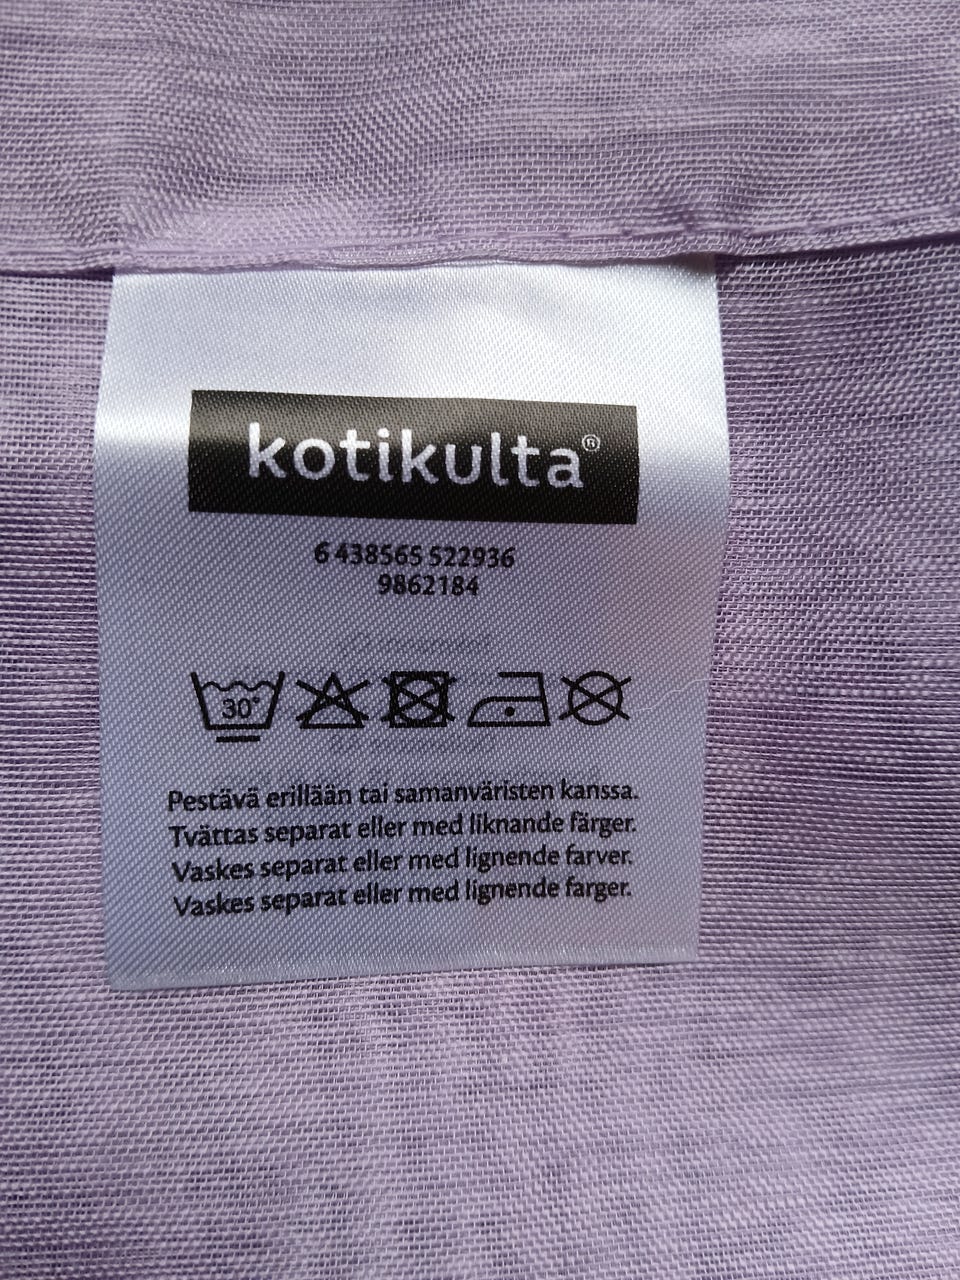 kotikulta®
6 438565 522936
9862184
30°
Pestävä erillään tai samanväristen kanssa.
Tvättas separat eller med liknande färger.
Vaskes separat eller med lignende farver.
Vaskes separat eller med lignende farger.